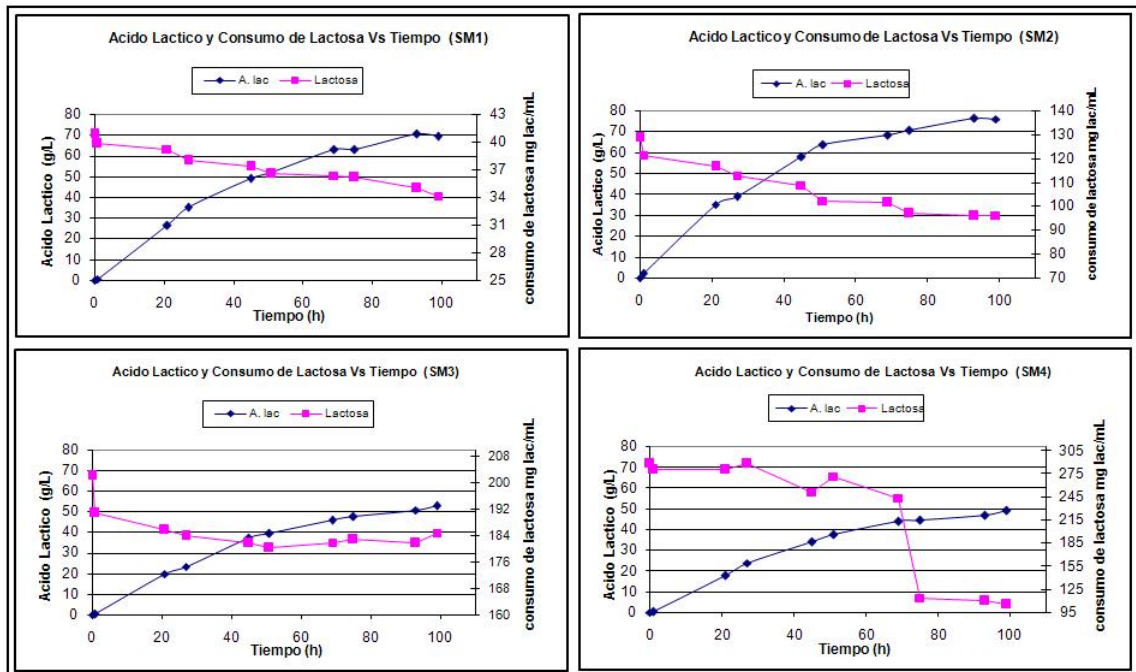 Acido Lactico y Consumo de Lactosa Vs Tiempo (SM1)
A. lac Lactosa
Acido Lactico (g/L)
80
70
60
50
40
30
20
10
0
43
40
37
34
31
28
25
consumo de lactosa mg lac/mL
0 20 40 60 80 100
Tiempo (h)
Acido Lactico y Consumo de Lactosa Vs Tiempo (SM2)
A. lac Lactosa
Acido Lactico (g/L)
80
70
60
50
40
30
20
10
0
140
130
120
110
100
90
80
70
consumo de lactosa mg lac/mL
0 20 40 60 80 100
Tiempo (h)
Acido Lactico y Consumo de Lactosa Vs Tiempo (SM3)
A. lac Lactosa
Acido Lactico (g/L)
80
70
60
50
40
30
20
10
0
208
200
192
184
176
168
160
consumo de lactosa mg lac/mL
0 20 40 60 80 100
Tiempo (h)
Acido Lactico y Consumo de Lactosa Vs Tiempo (SM4)
A. lac Lactosa
Acido Lactico (g/L)
80
70
60
50
40
30
20
10
0
305
275
245
215
185
155
125
95
consumo de lactosa mg lac/mL
0 20 40 60 80 100
Tiempo (h)